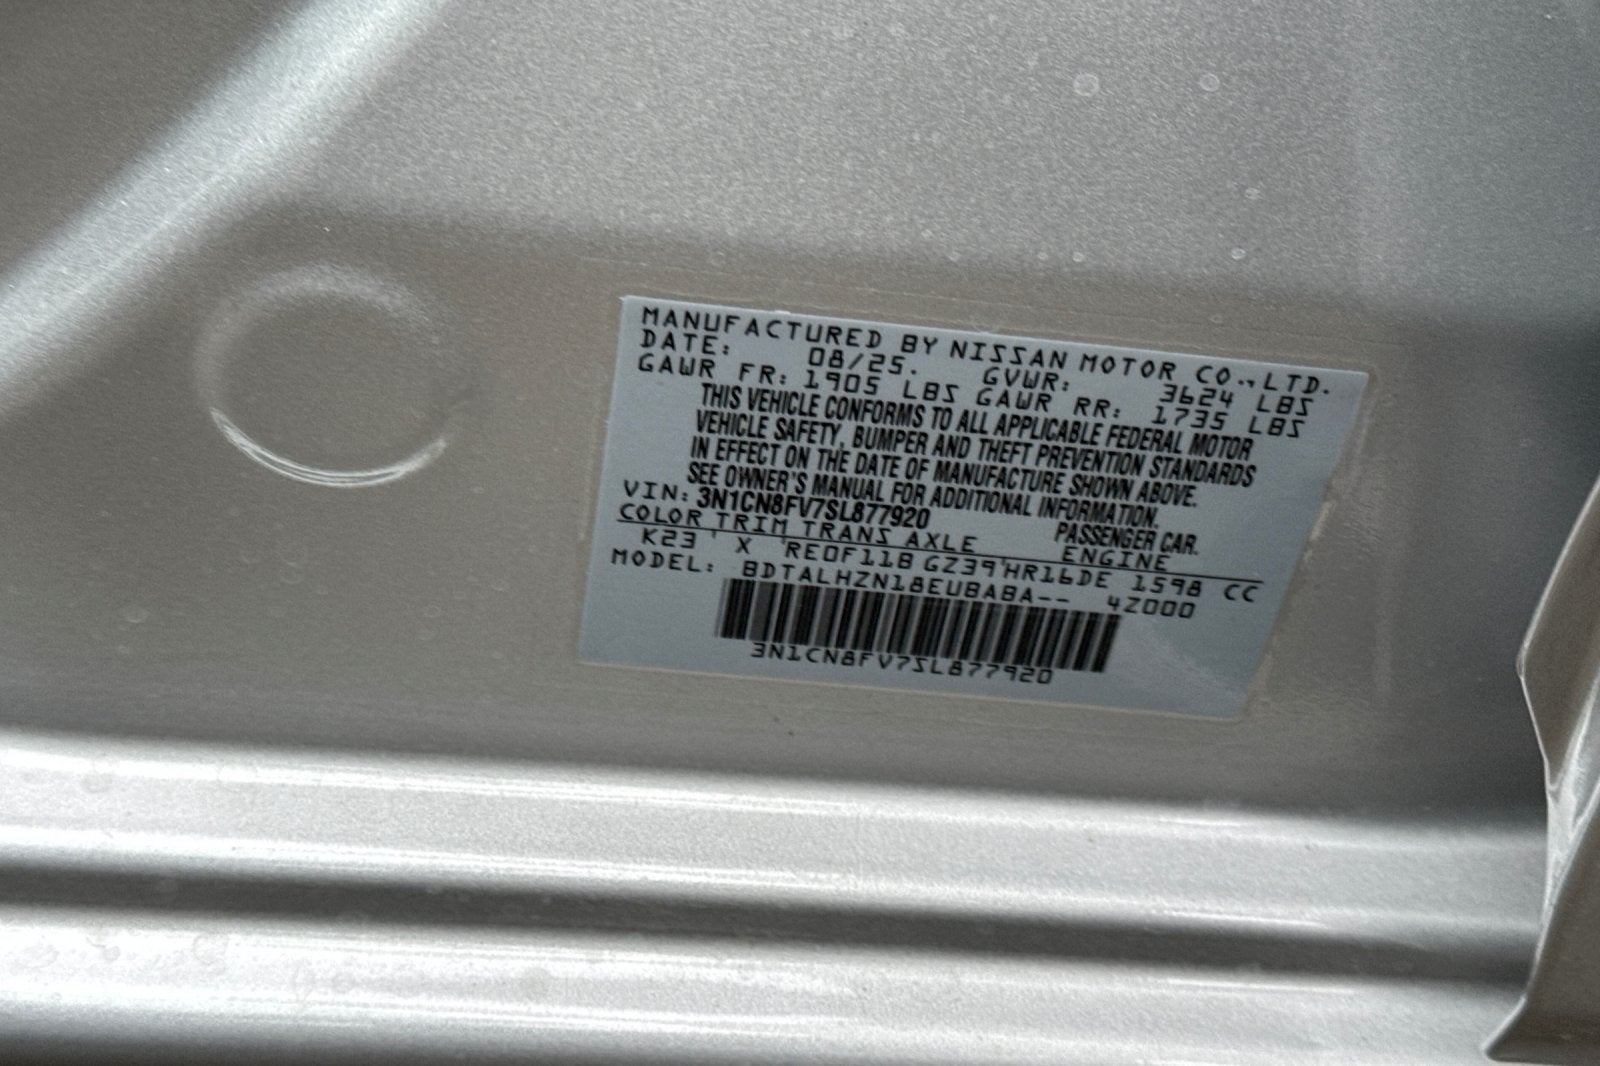 MANUFACTURED BY NISSAN MOTOR CO., LTD.
DATE: 08/25. GVWR: 3624 LBS
GAWR FR: 1905 LBS GAWR RR: 1735 LBS
THIS VEHICLE CONFORMS TO ALL APPLICABLE FEDERAL MOTOR
VEHICLE SAFETY, BUMPER AND THEFT PREVENTION STANDARDS
IN EFFECT ON THE DATE OF MANUFACTURE SHOWN ABOVE.
SEE OWNER'S MANUAL FOR ADDITIONAL INFORMATION.
VIN: 3N1CN8FV7SL877920 PASSENGER CAR.
COLOR TRIM TRANS AXLE ENGINE
K23 X RE0F11B GZ39 HR16DE 1598 CC
MODEL: BDTALHZN18EUBABA-- 4Z000
3N1CN8FV7SL877920